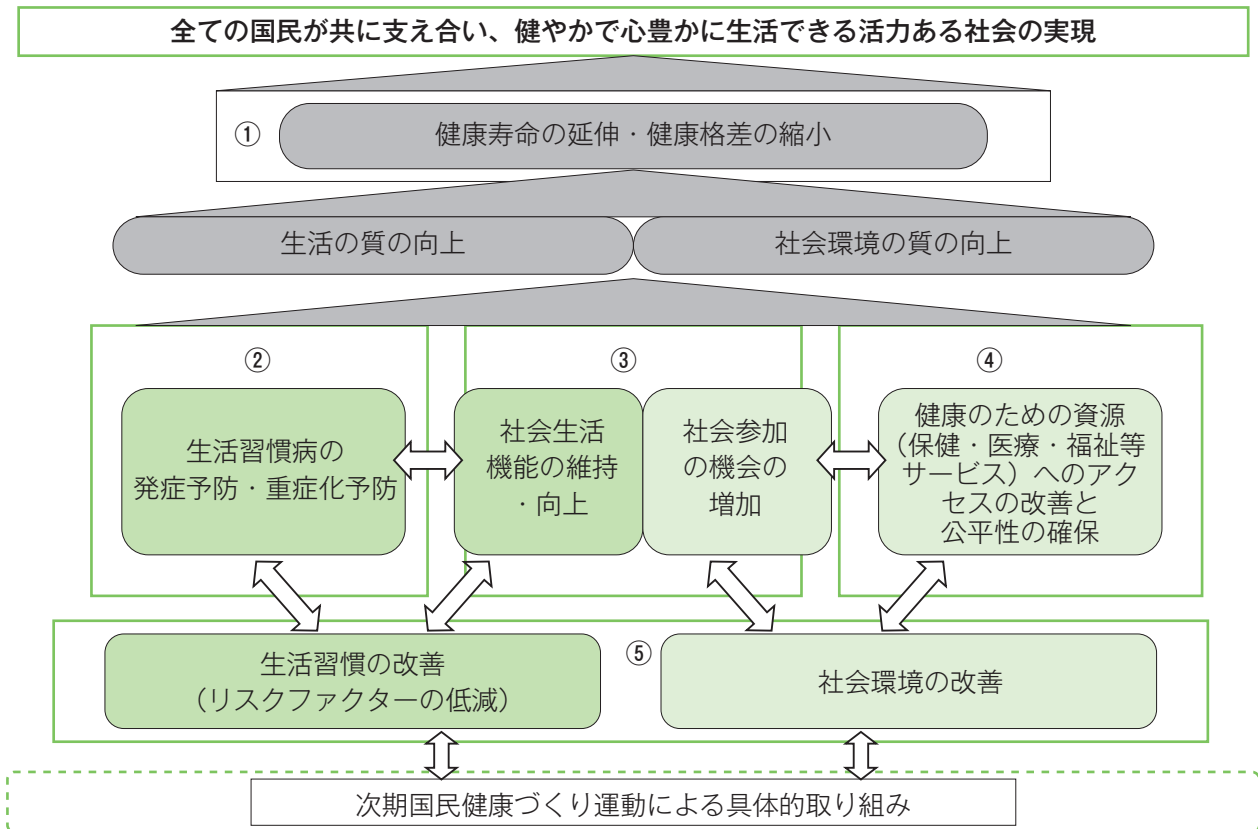 全ての国民が共に支え合い、健やかで心豊かに生活できる活力ある社会の実現
①
健康寿命の延伸・健康格差の縮小
生活の質の向上
社会環境の質の向上
②
生活習慣病の
発症予防・重症化予防
③
社会生活
機能の維持
・向上
社会参加
の機会の
増加
④
健康のための資源
（保健・医療・福祉等
サービス）へのアク
セスの改善と
公平性の確保
生活習慣の改善
（リスクファクターの低減）
⑤
社会環境の改善
次期国民健康づくり運動による具体的取り組み